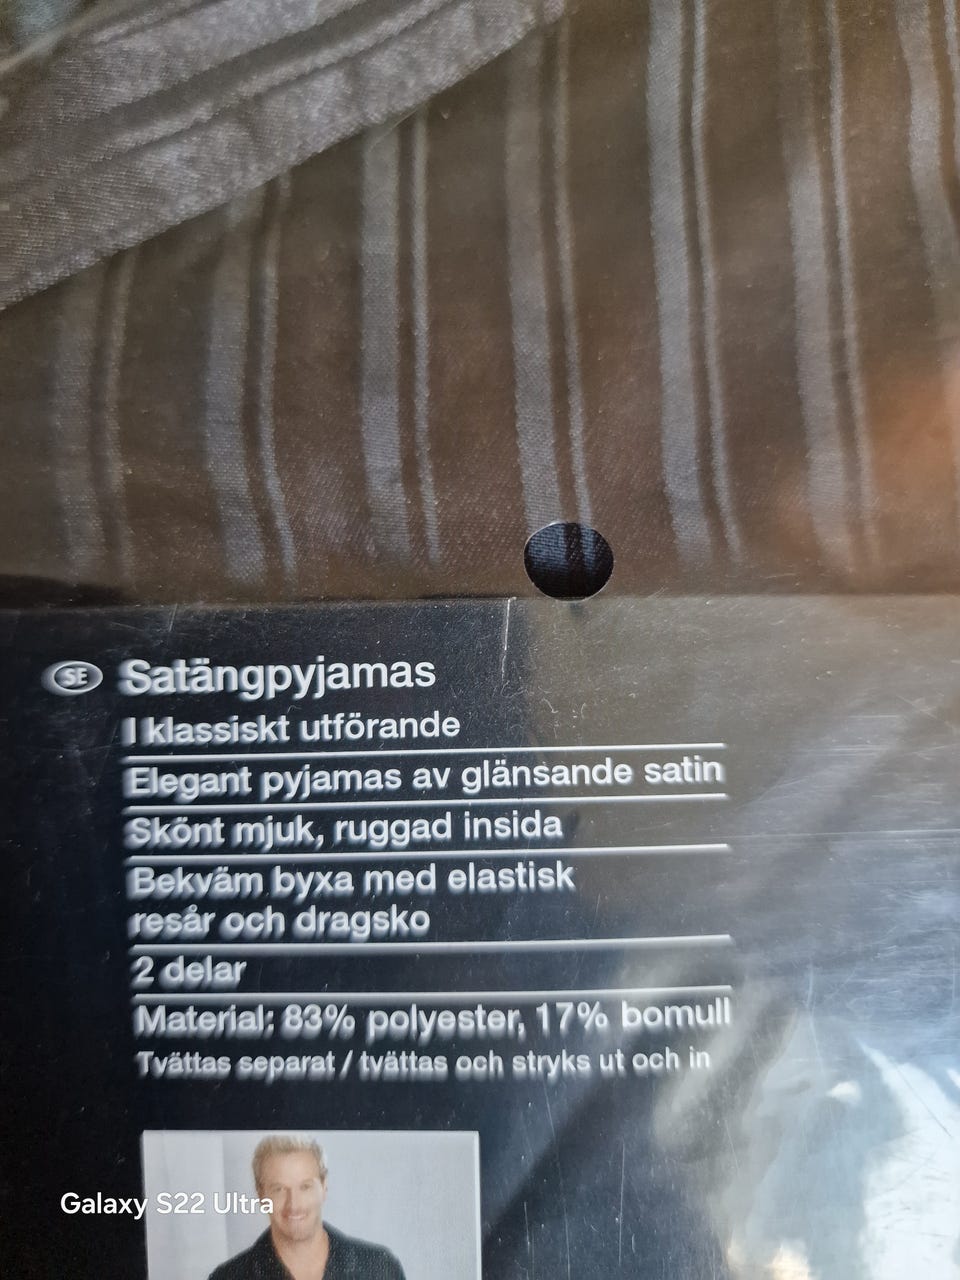 SE Satängpyjamas
I klassiskt utförande
Elegant pyjamas av glänsande satin
Skönt mjuk, ruggad insida
Bekväm byxa med elastisk
resår och dragsko
2 delar
Material: 83% polyester, 17% bomull
Tvättas separat / tvättas och stryks ut och in
Galaxy S22 Ultra